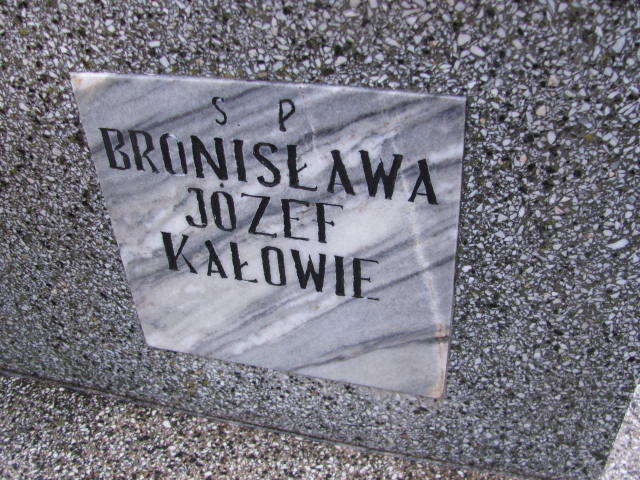 S. P
BRONISŁAWA
JÓZEF
KAŁOWIE